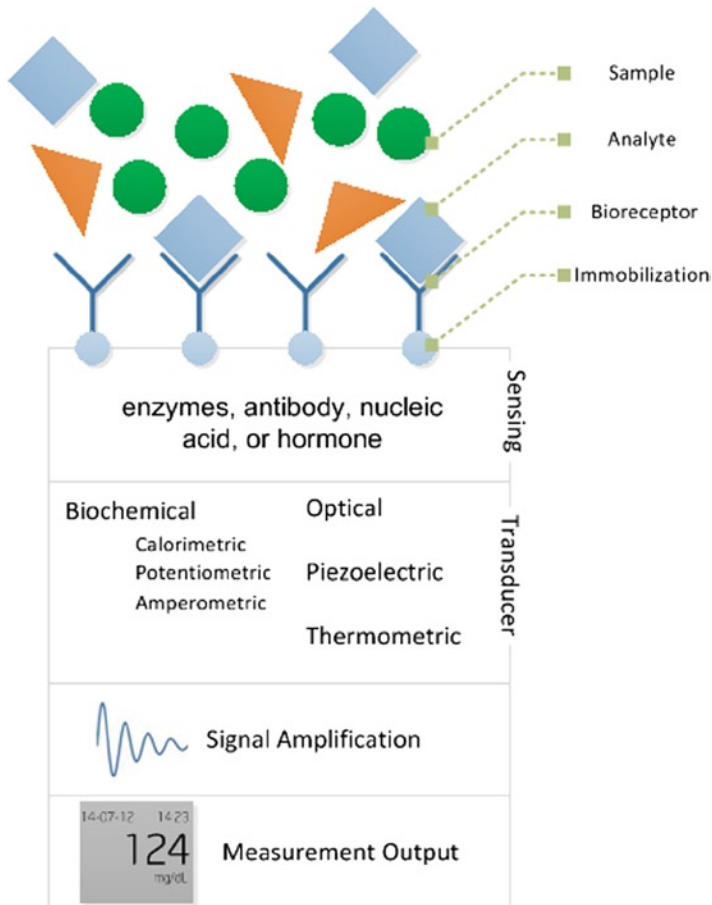 Sample
Analyte
Bioreceptor
Immobilization
enzymes, antibody, nucleic
acid, or hormone
Sensing
Biochemical
Calorimetric
Potentiometric
Amperometric
Optical
Piezoelectric
Thermometric
Transducer
Signal Amplification
14-07-12 14:23
124
mg/dL
Measurement Output